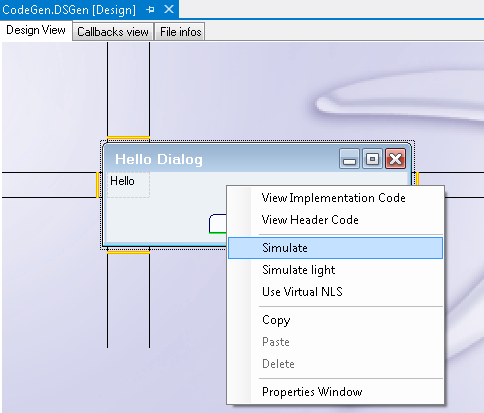 CodeGen.DSGen [Design]
Design View Callbacks view File infos
Hello Dialog
Hello
View Implementation Code
View Header Code
Simulate
Simulate light
Use Virtual NLS
Copy
Paste
Delete
Properties Window